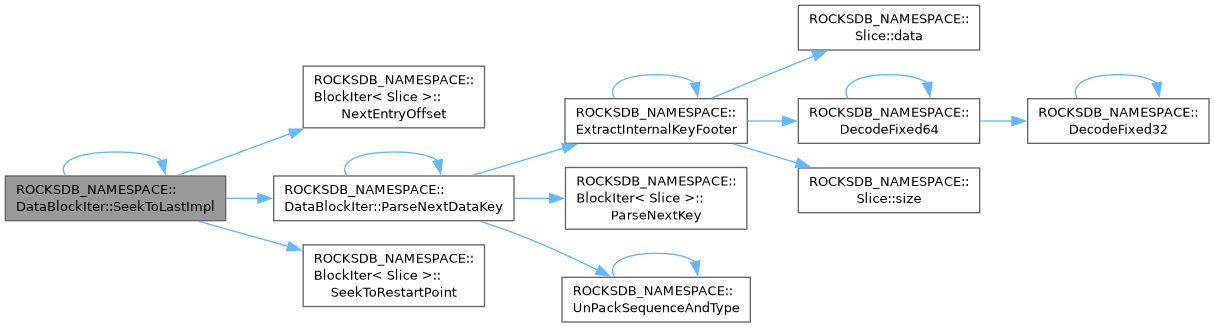 ROCKSDB_NAMESPACE::
DataBlockIter::SeekToLastImpl
ROCKSDB_NAMESPACE::
BlockIter< Slice >::
NextEntryOffset
ROCKSDB_NAMESPACE::
DataBlockIter::ParseNextDataKey
ROCKSDB_NAMESPACE::
BlockIter< Slice >::
SeekToRestartPoint
ROCKSDB_NAMESPACE::
ExtractInternalKeyFooter
ROCKSDB_NAMESPACE::
BlockIter< Slice >::
ParseNextKey
ROCKSDB_NAMESPACE::
UnPackSequenceAndType
ROCKSDB_NAMESPACE::
Slice::data
ROCKSDB_NAMESPACE::
DecodeFixed64
ROCKSDB_NAMESPACE::
Slice::size
ROCKSDB_NAMESPACE::
DecodeFixed32